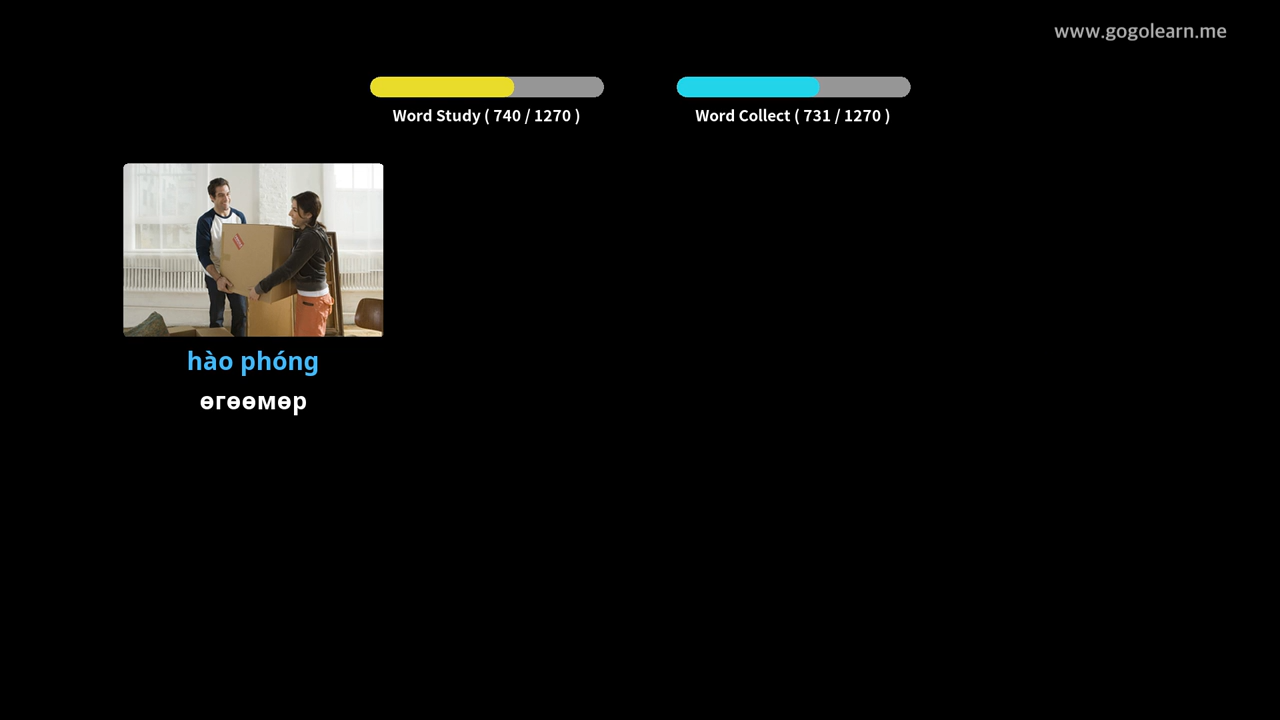 www.gogolearn.me
Word Study ( 740 / 1270 )
Word Collect ( 731 / 1270 )
hào phóng
өгөөмөр